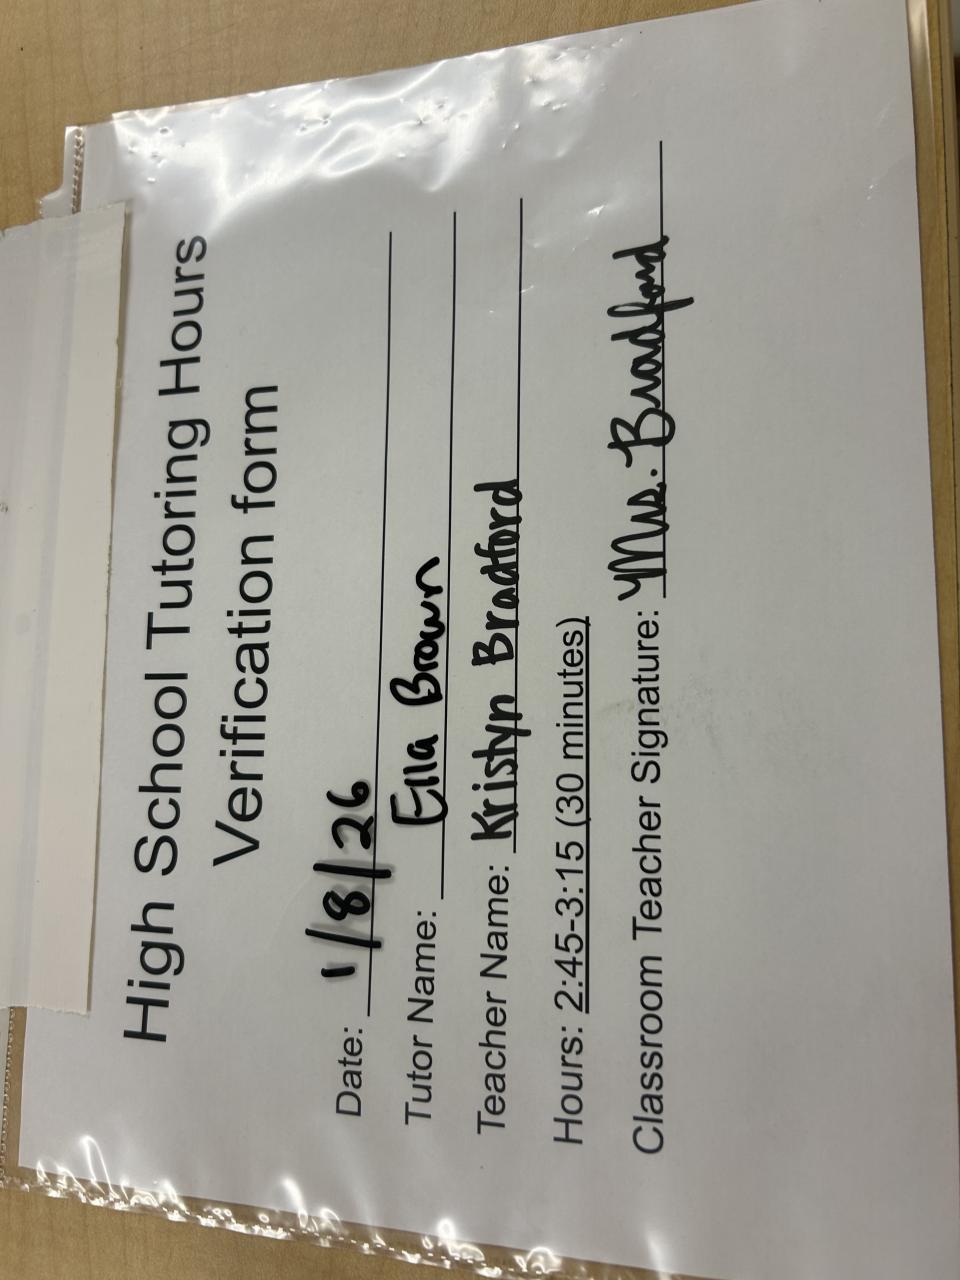 High School Tutoring Hours
Verification form
Date: 1/8/26
Tutor Name: Ella Brown
Teacher Name: Kristyn Bradford
Hours: 2:45-3:15 (30 minutes)
Classroom Teacher Signature: Mrs. Bradford